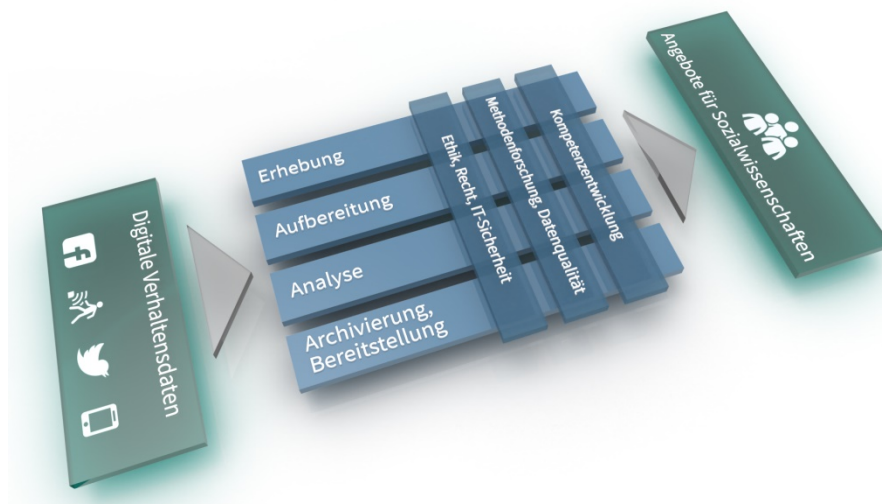 Digitale Verhaltensdaten
Erhebung
Aufbereitung
Analyse
Archivierung,
Bereitstellung
Ethik, Recht, IT-Sicherheit
Methodenforschung, Datenqualität
Kompetenzentwicklung
Angebote für Sozialwissenschaften